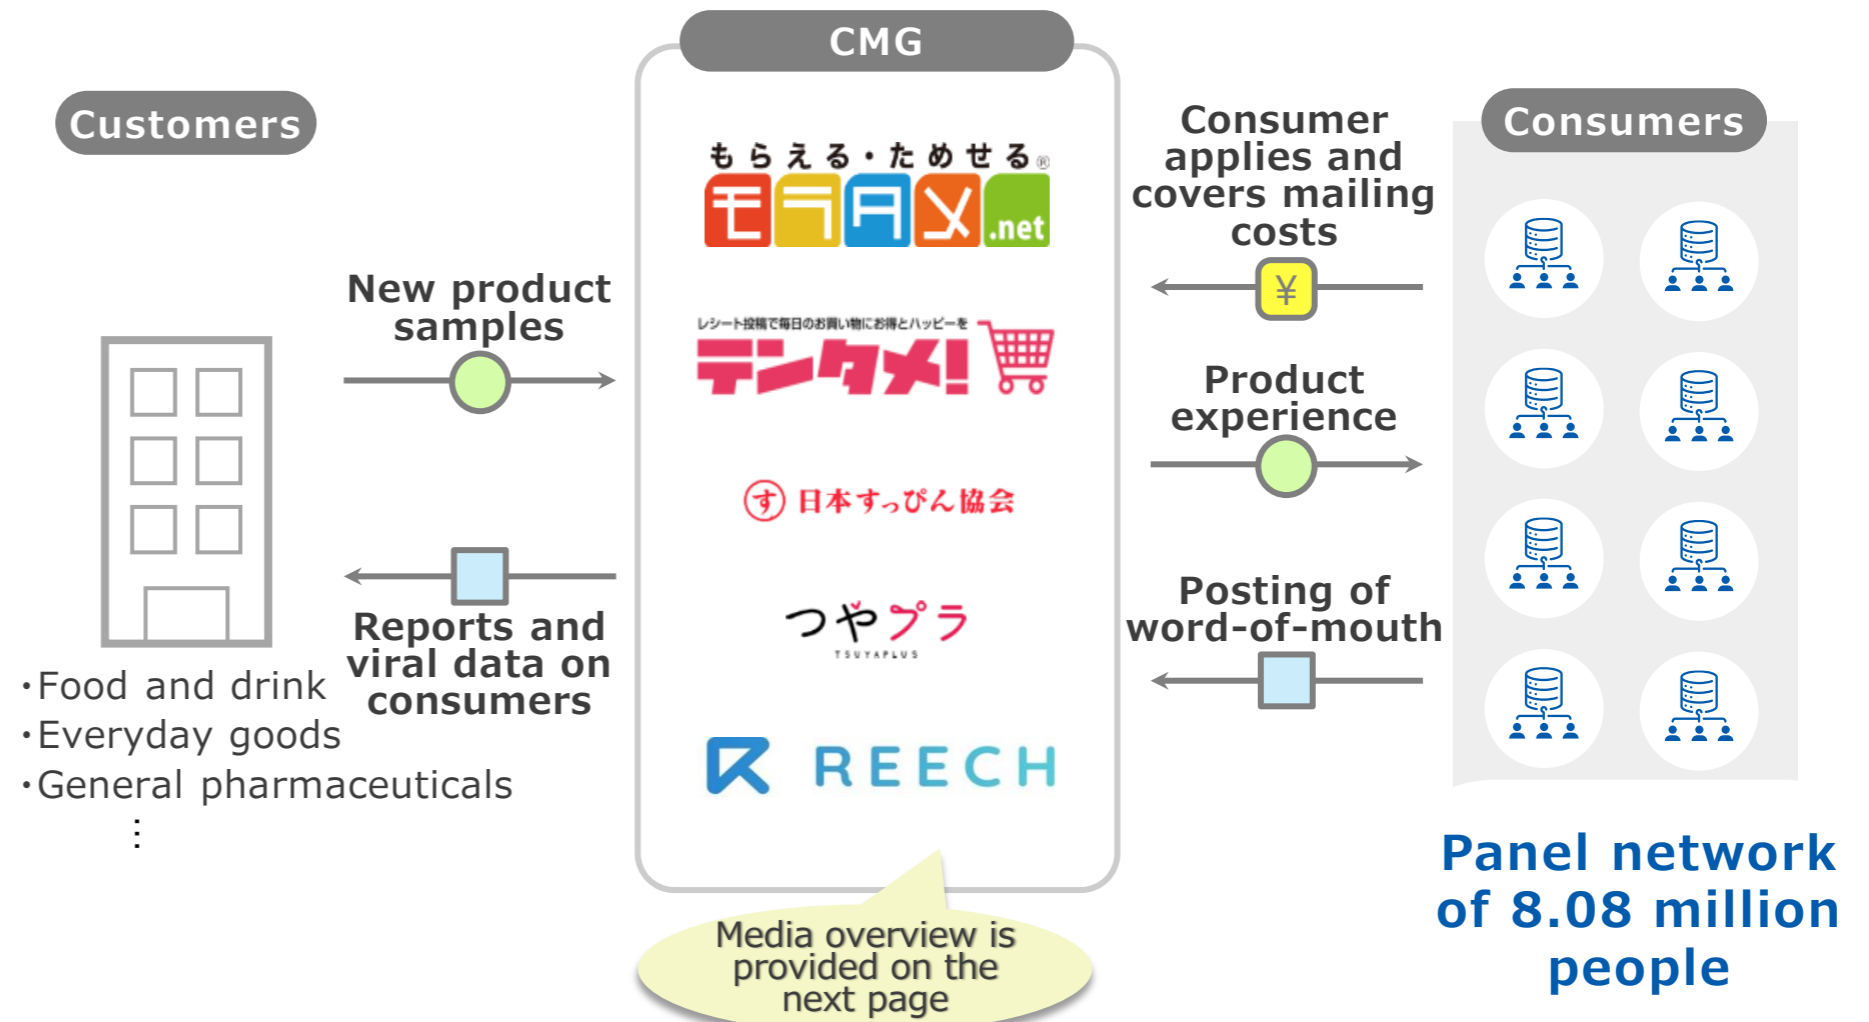 CMG
Customers
Consumers
もらえる・ためせる®
モラタメ
.net
レシート投稿で毎日のお買い物にお得とハッピーを
テンタメ!
す 日本すっぴん協会
つやプラ
TSUYAPLUS
REECH
New product
samples
Reports and
viral data on
consumers
・Food and drink
・Everyday goods
・General pharmaceuticals
⋮
Consumer
applies and
covers mailing
costs
¥
Product
experience
Posting of
word-of-mouth
Panel network
of 8.08 million
people
Media overview is
provided on the
next page